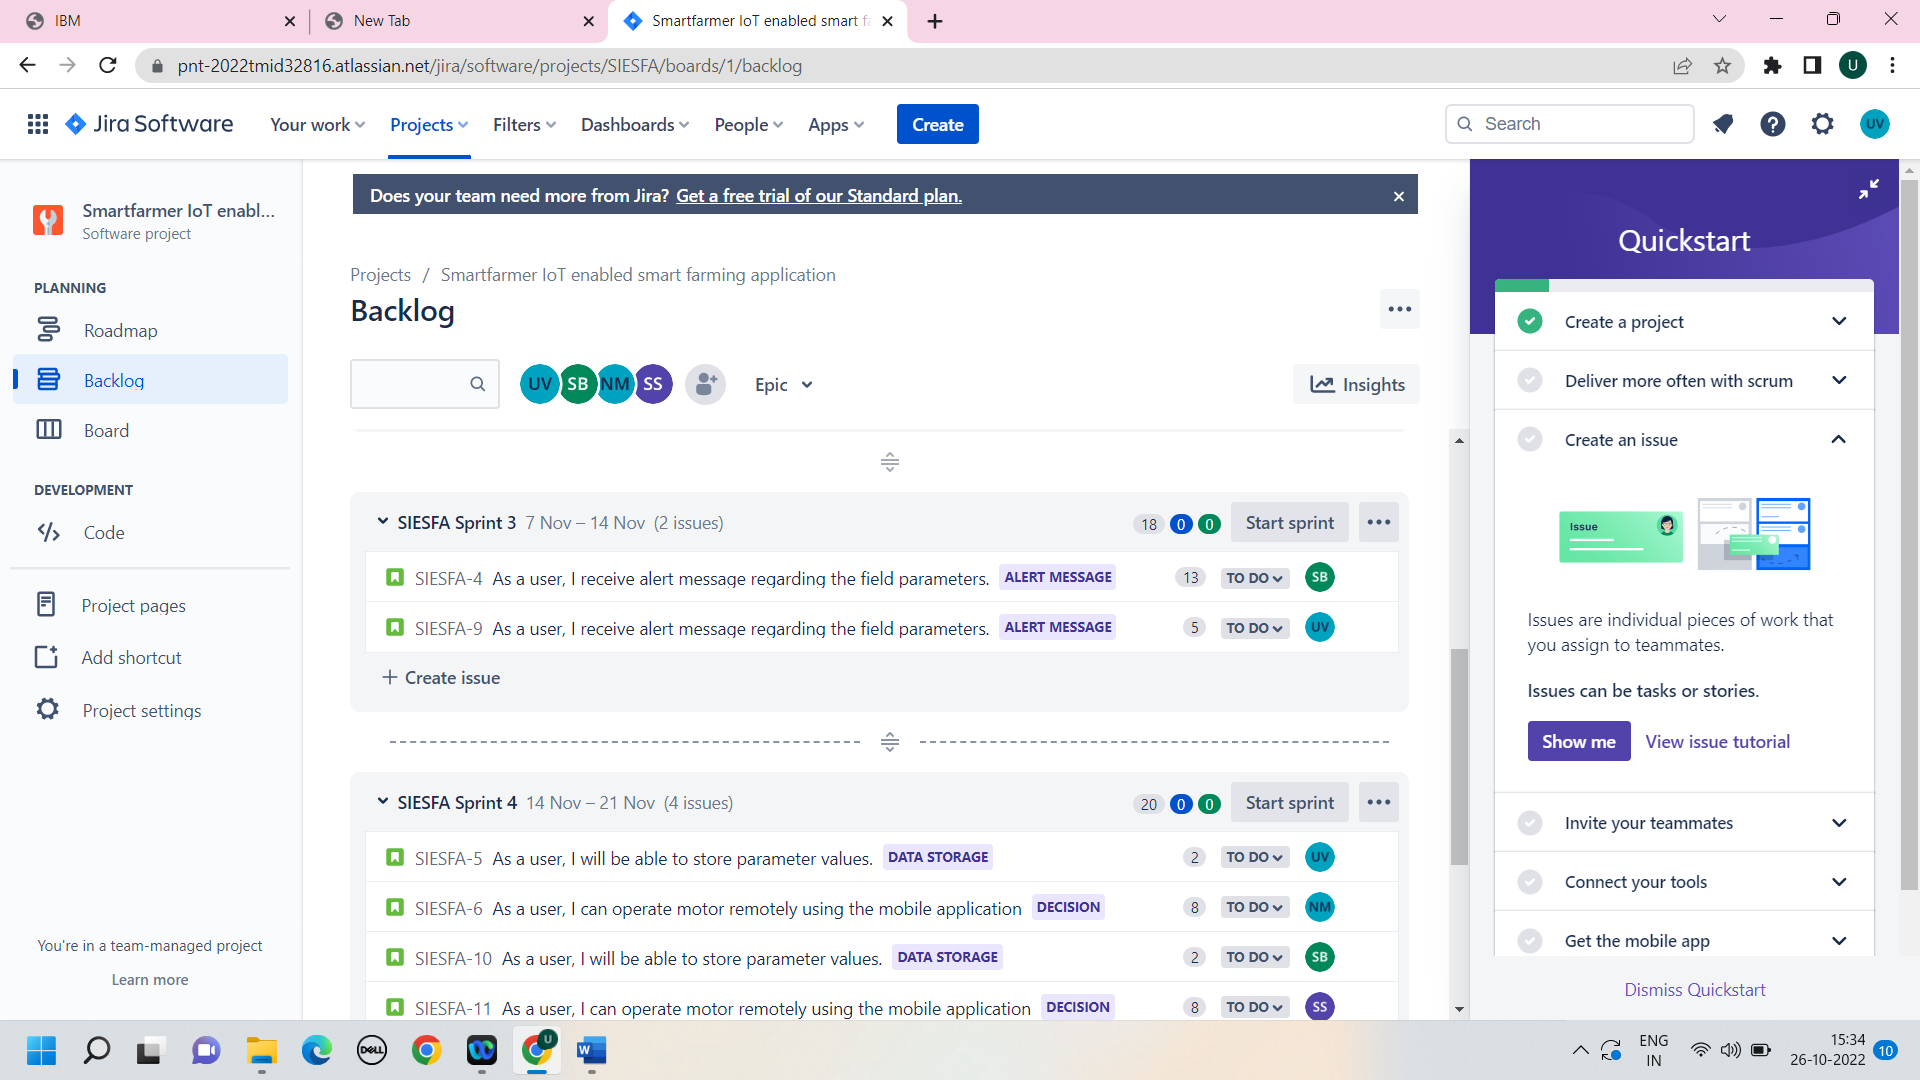 IBM
New Tab
Smartfarmer IoT enabled smart fa
pnt-2022tmid32816.atlassian.net/jira/software/projects/SIESFA/boards/1/backlog
U
Jira Software
Your work
Projects
Filters
Dashboards
People
Apps
Create
Search
UV
Smartfarmer IoT enabl...
Software project
PLANNING
Roadmap
Backlog
Board
DEVELOPMENT
Code
Project pages
Add shortcut
Project settings
You're in a team-managed project
Learn more
Does your team need more from Jira? Get a free trial of our Standard plan.
Projects / Smartfarmer IoT enabled smart farming application
Backlog
UV SB NM SS
Epic
Insights
SIESFA Sprint 3 7 Nov – 14 Nov (2 issues) 18 0 0 Start sprint
SIESFA-4 As a user, I receive alert message regarding the field parameters. ALERT MESSAGE 13 TO DO SB
SIESFA-9 As a user, I receive alert message regarding the field parameters. ALERT MESSAGE 5 TO DO UV
+ Create issue
SIESFA Sprint 4 14 Nov – 21 Nov (4 issues) 20 0 0 Start sprint
SIESFA-5 As a user, I will be able to store parameter values. DATA STORAGE 2 TO DO UV
SIESFA-6 As a user, I can operate motor remotely using the mobile application DECISION 8 TO DO NM
SIESFA-10 As a user, I will be able to store parameter values. DATA STORAGE 2 TO DO SB
SIESFA-11 As a user, I can operate motor remotely using the mobile application DECISION 8 TO DO SS
Quickstart
Create a project
Deliver more often with scrum
Create an issue
Issue
Issues are individual pieces of work that
you assign to teammates.
Issues can be tasks or stories.
Show me
View issue tutorial
Invite your teammates
Connect your tools
Get the mobile app
Dismiss Quickstart
DELL
U
W
ENG
IN
15:34
26-10-2022
10